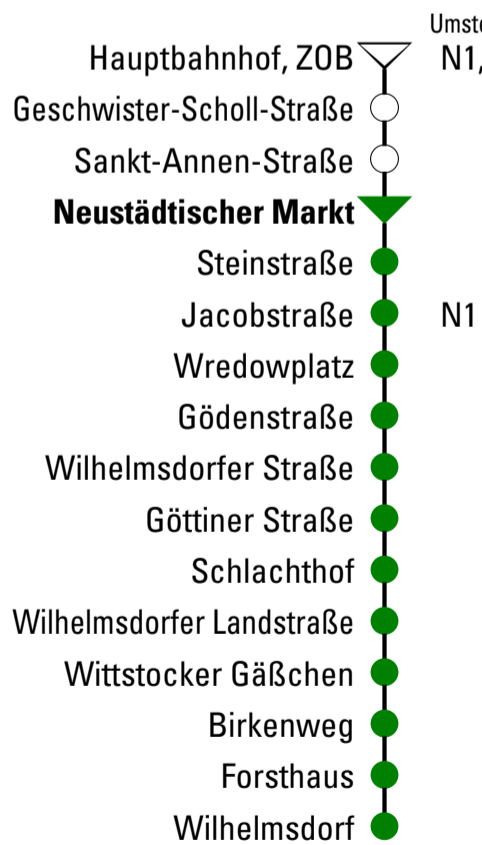 Hauptbahnhof, ZOB N1,
Geschwister-Scholl-Straße
Sankt-Annen-Straße
Neustädtischer Markt
Steinstraße
Jacobstraße N1
Wredowplatz
Gödenstraße
Wilhelmsdorfer Straße
Göttiner Straße
Schlachthof
Wilhelmsdorfer Landstraße
Wittstocker Gäßchen
Birkenweg
Forsthaus
Wilhelmsdorf